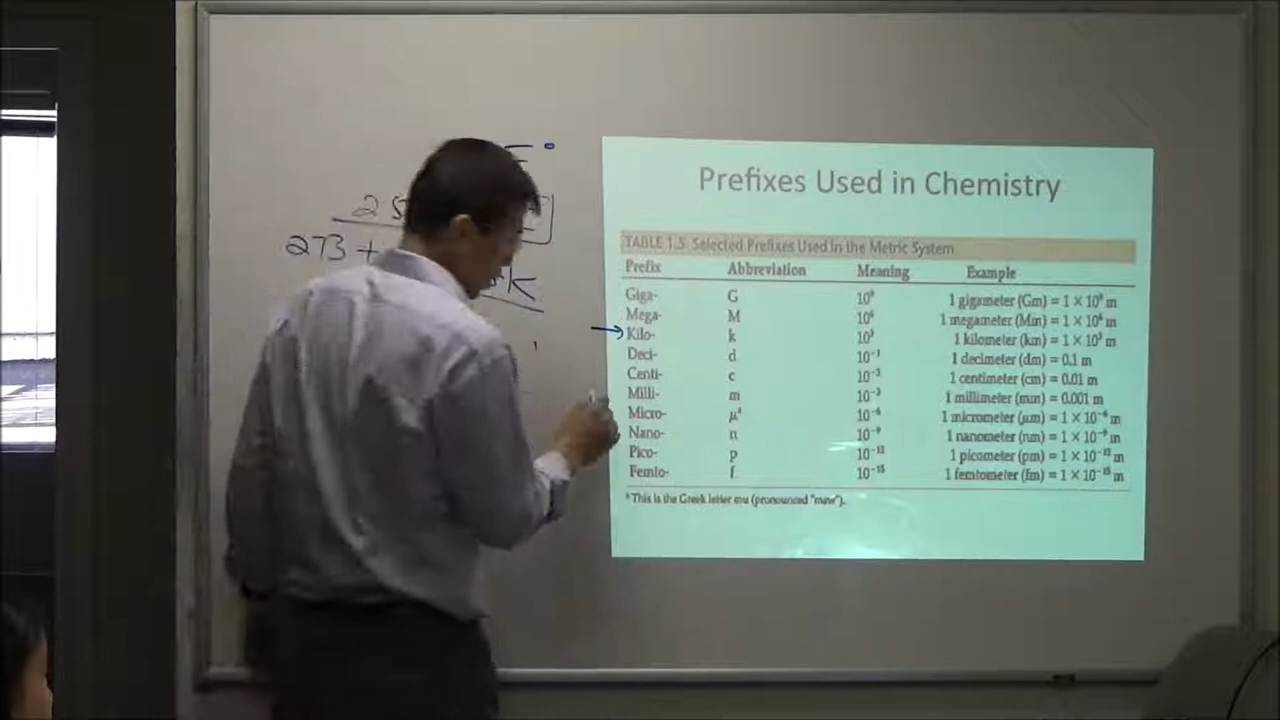 273 +
Prefixes Used in Chemistry
TABLE 1.5 Selected Prefixes Used in the Metric System
Prefix Abbreviation Meaning Example
Giga- G 10⁹ 1 gigameter (Gm) = 1 × 10⁹ m
Mega- M 10⁶ 1 megameter (Mm) = 1 × 10⁶ m
Kilo- k 10³ 1 kilometer (km) = 1 × 10³ m
Deci- d 10⁻¹ 1 decimeter (dm) = 0.1 m
Centi- c 10⁻² 1 centimeter (cm) = 0.01 m
Milli- m 10⁻³ 1 millimeter (mm) = 0.001 m
Micro- μᵃ 10⁻⁶ 1 micrometer (μm) = 1 × 10⁻⁶ m
Nano- n 10⁻⁹ 1 nanometer (nm) = 1 × 10⁻⁹ m
Pico- p 10⁻¹² 1 picometer (pm) = 1 × 10⁻¹² m
Femto- f 10⁻¹⁵ 1 femtometer (fm) = 1 × 10⁻¹⁵ m
ᵃ This is the Greek letter mu (pronounced "mew").